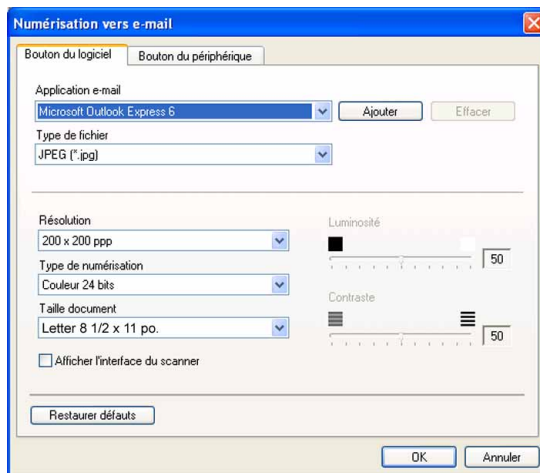 Numérisation vers e-mail
Bouton du logiciel
Bouton du périphérique
Application e-mail
Microsoft Outlook Express 6
Ajouter
Effacer
Type de fichier
JPEG (*.jpg)
Résolution
200 x 200 ppp
Type de numérisation
Couleur 24 bits
Taille document
Letter 8 1/2 x 11 po.
Afficher l'interface du scanner
Luminosité
50
Contraste
50
Restaurer défauts
OK
Annuler